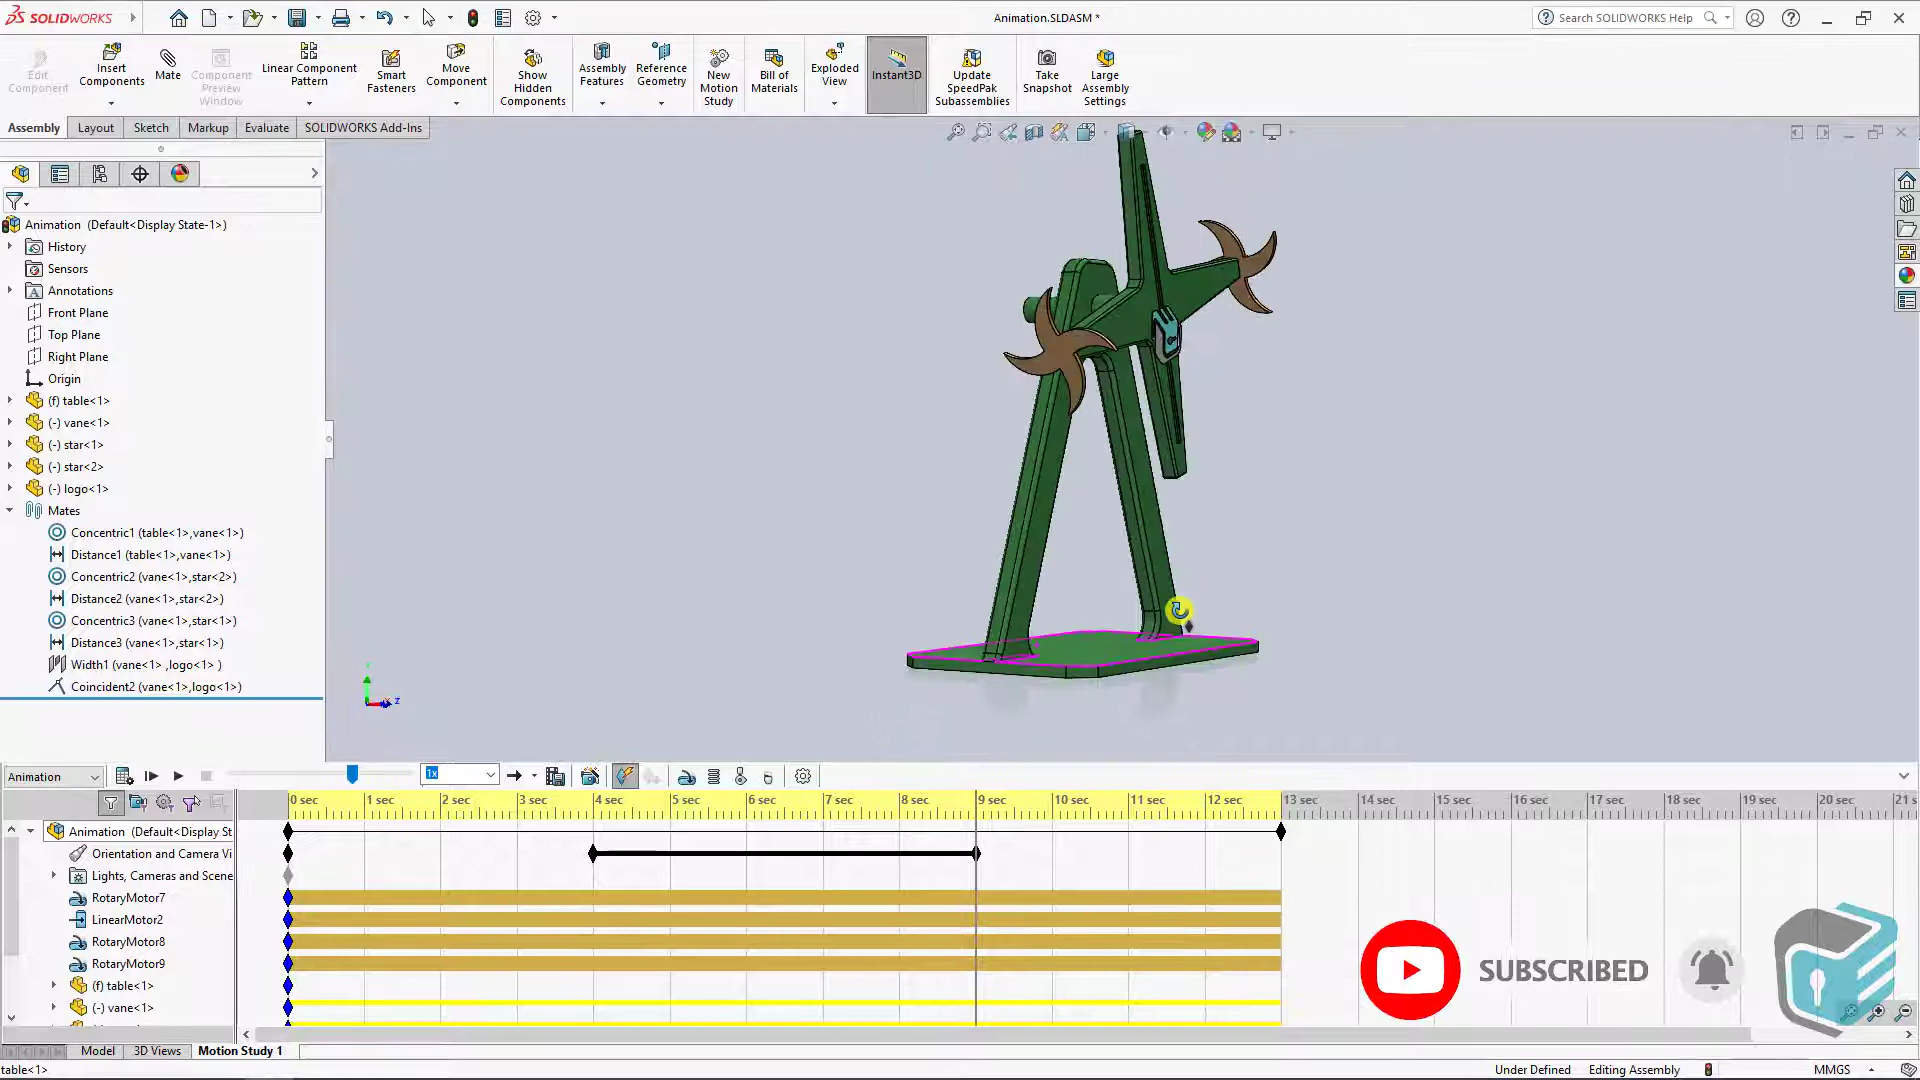 SOLIDWORKS
Animation.SLDASM *
Search SOLIDWORKS Help
Edit Component
Insert Components
Mate
Component Preview Window
Linear Component Pattern
Smart Fasteners
Move Component
Show Hidden Components
Assembly Features
Reference Geometry
New Motion Study
Bill of Materials
Exploded View
Instant3D
Update SpeedPak Subassemblies
Take Snapshot
Large Assembly Settings
Assembly
Layout
Sketch
Markup
Evaluate
SOLIDWORKS Add-Ins
Animation (Default<Display State-1>)
History
Sensors
Annotations
Front Plane
Top Plane
Right Plane
Origin
(f) table<1>
(-) vane<1>
(-) star<1>
(-) star<2>
(-) logo<1>
Mates
Concentric1 (table<1>,vane<1>)
Distance1 (table<1>,vane<1>)
Concentric2 (vane<1>,star<2>)
Distance2 (vane<1>,star<2>)
Concentric3 (vane<1>,star<1>)
Distance3 (vane<1>,star<1>)
Width1 (vane<1> ,logo<1> )
Coincident2 (vane<1>,logo<1>)
Z
Animation
1x
0 sec 1 sec 2 sec 3 sec 4 sec 5 sec 6 sec 7 sec 8 sec 9 sec 10 sec 11 sec 12 sec 13 sec 14 sec 15 sec 16 sec 17 sec 18 sec 19 sec 20 sec 21 s
Animation (Default<Display St
Orientation and Camera Vi
Lights, Cameras and Scene
RotaryMotor7
LinearMotor2
RotaryMotor8
RotaryMotor9
(f) table<1>
(-) vane<1>
SUBSCRIBED
Model
3D Views
Motion Study 1
table<1>
Under Defined
Editing Assembly
MMGS